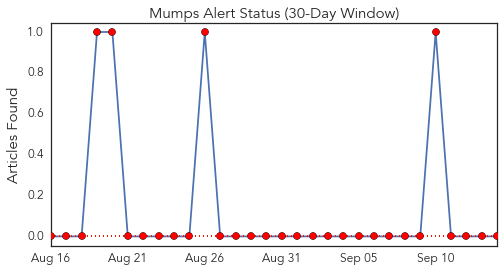 Mumps Alert Status (30-Day Window)
Articles Found
1.0
0.8
0.6
0.4
0.2
0.0
Aug 16 Aug 21 Aug 26 Aug 31 Sep 05 Sep 10